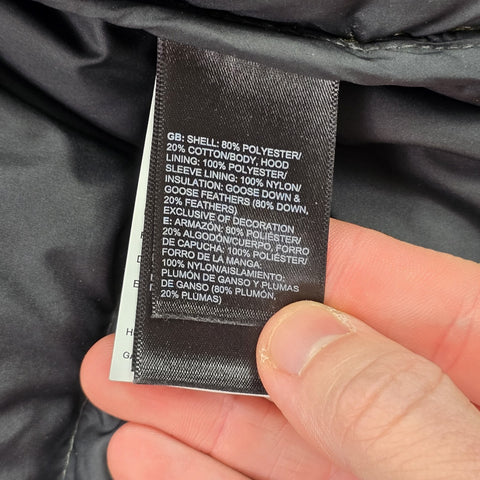 GB: SHELL: 80% POLYESTER/
20% COTTON/BODY, HOOD
LINING: 100% POLYESTER/
SLEEVE LINING: 100% NYLON/
INSULATION: GOOSE DOWN &
GOOSE FEATHERS (80% DOWN,
20% FEATHERS)
EXCLUSIVE OF DECORATION
E: ARMAZÓN: 80% POLIÉSTER/
20% ALGODÓN/CUERPO, FORRO
DE CAPUCHA: 100% POLIÉSTER/
FORRO DE LA MANGA:
100% NYLON/AISLAMIENTO:
PLUMÓN DE GANSO Y PLUMAS
DE GANSO (80% PLUMÓN,
20% PLUMAS)